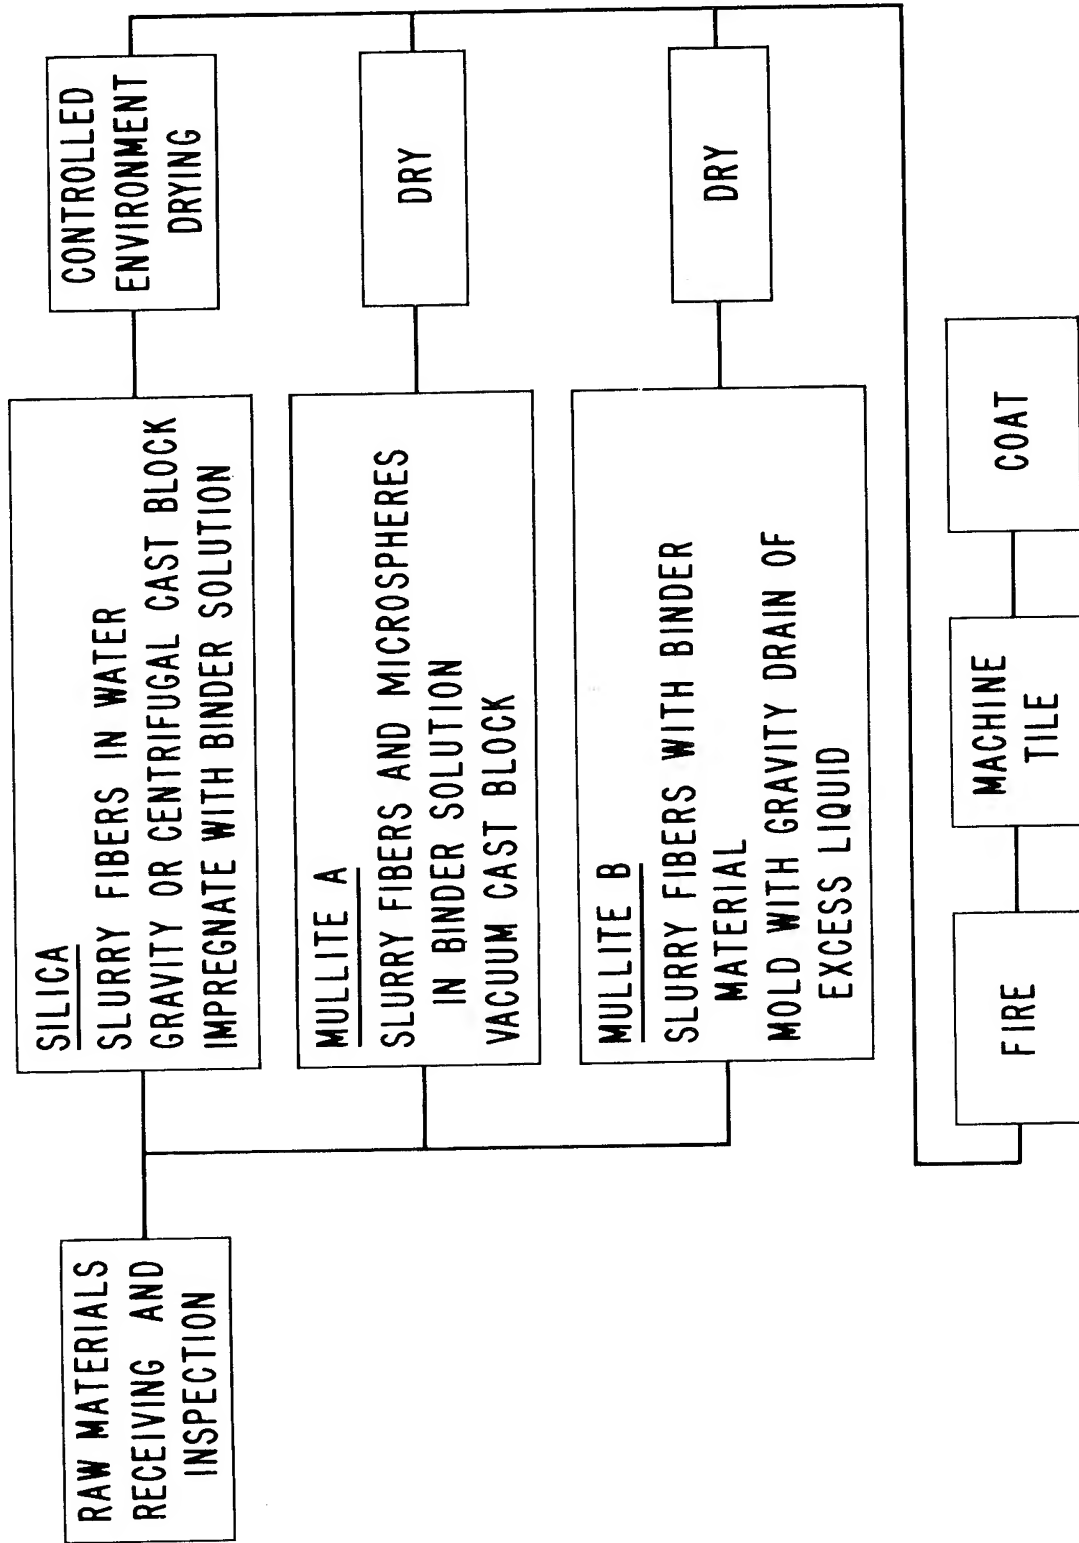 RAW MATERIALS
RECEIVING AND
INSPECTION
SILICA
SLURRY FIBERS IN WATER
GRAVITY OR CENTRIFUGAL CAST BLOCK
IMPREGNATE WITH BINDER SOLUTION
CONTROLLED
ENVIRONMENT
DRYING
MULLITE A
SLURRY FIBERS AND MICROSPHERES
IN BINDER SOLUTION
VACUUM CAST BLOCK
DRY
MULLITE B
SLURRY FIBERS WITH BINDER
MATERIAL
MOLD WITH GRAVITY DRAIN OF
EXCESS LIQUID
DRY
FIRE
MACHINE
TILE
COAT